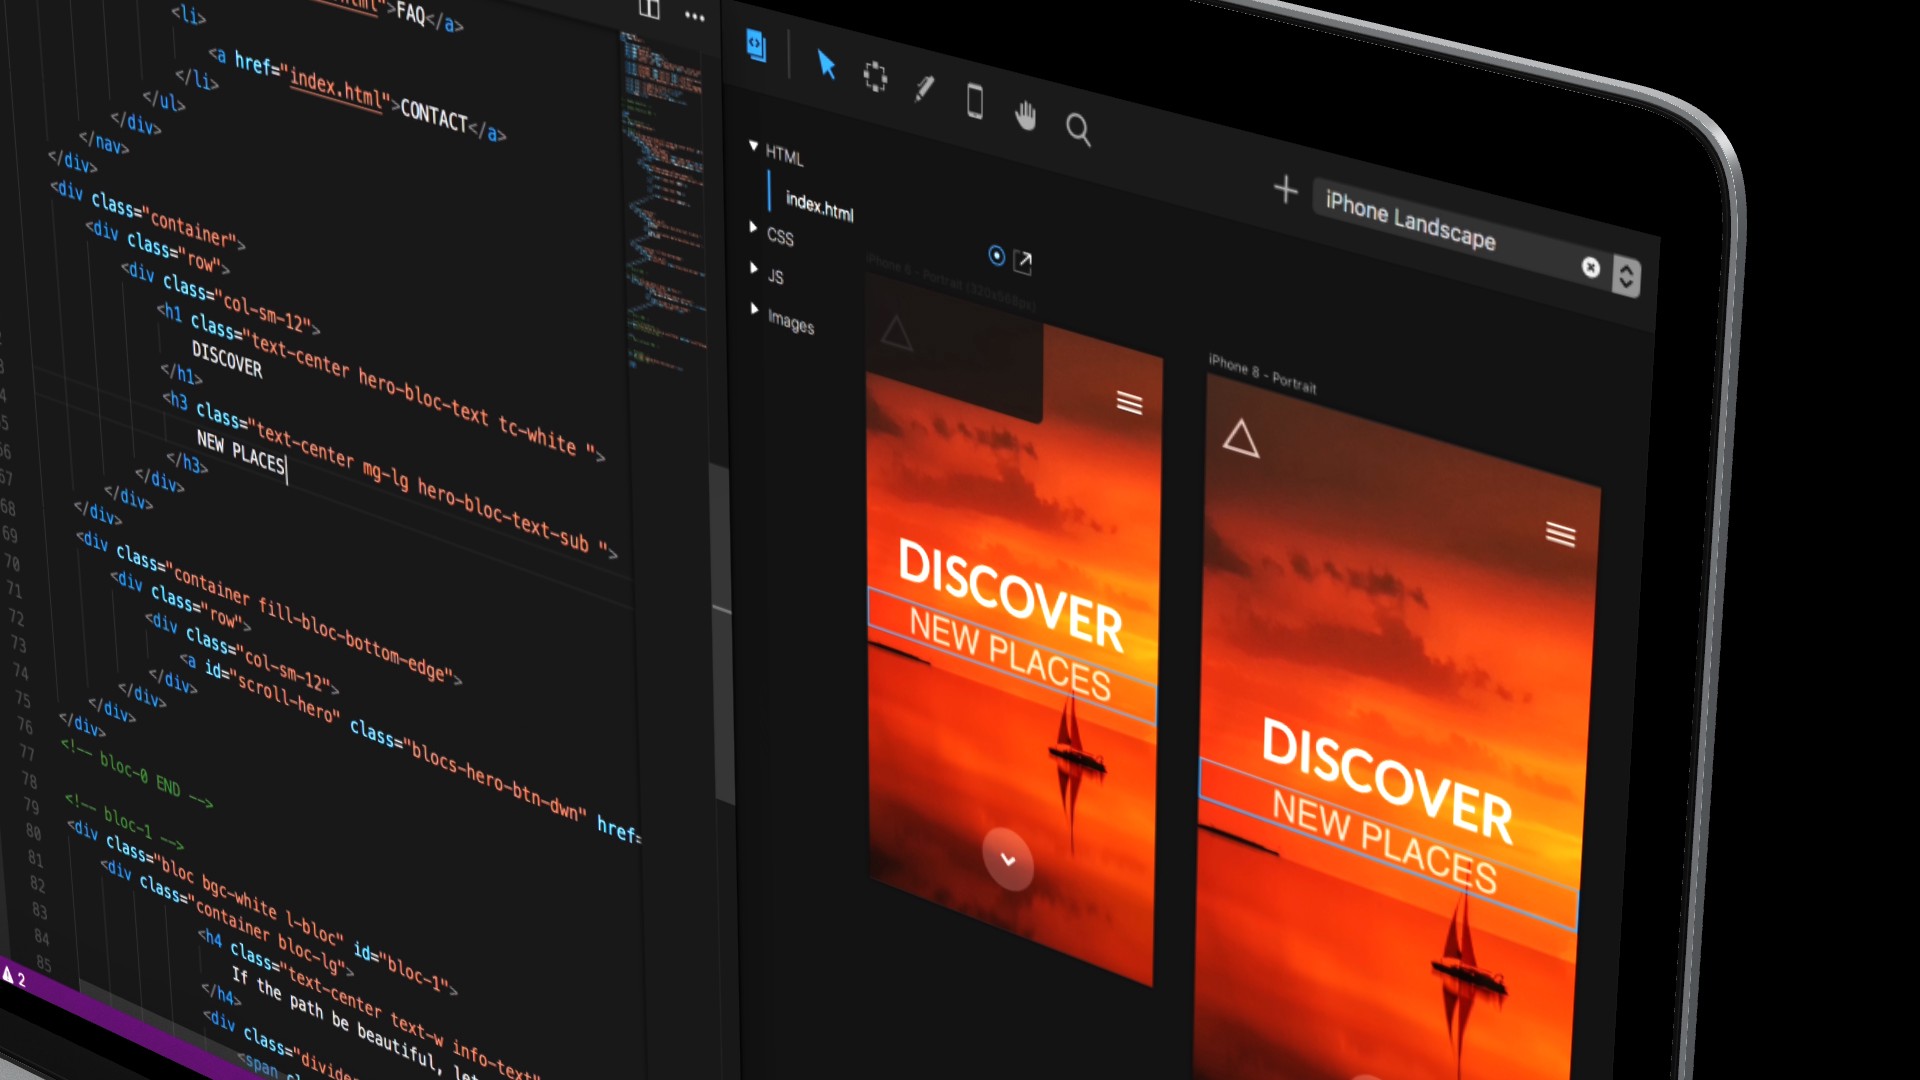 ">FAQ</a>
<li>
<a href="index.html">CONTACT</a>
</li>
</ul>
</div>
</nav>
</div>
<div class="container">
<div class="row">
<div class="col-sm-12">
<h1 class="text-center hero-bloc-text tc-white ">
DISCOVER
</h1>
<h3 class="text-center mg-lg hero-bloc-text-sub ">
NEW PLACES
</h3>
</div>
</div>
</div>
<div class="container fill-bloc-bottom-edge">
<div class="row">
<div class="col-sm-12">
<a id="scroll-hero" class="blocs-hero-btn-dwn" href=
</div>
</div>
</div>
<!-- bloc-0 END -->
<!-- bloc-1 -->
<div class="bloc bgc-white l-bloc" id="bloc-1">
<div class="container bloc-lg">
<h4 class="text-center text-w info-text"
If the path be beautiful, let
</h4>
<div class="divider
<span cl
68
69
70
71
72
73
74
75
76
77
78
79
80
81
82
83
84
85
2
HTML
index.html
CSS
JS
Images
iPhone Landscape
iPhone 6 - Portrait (320x568px)
DISCOVER
NEW PLACES
iPhone 8 - Portrait
DISCOVER
NEW PLACES